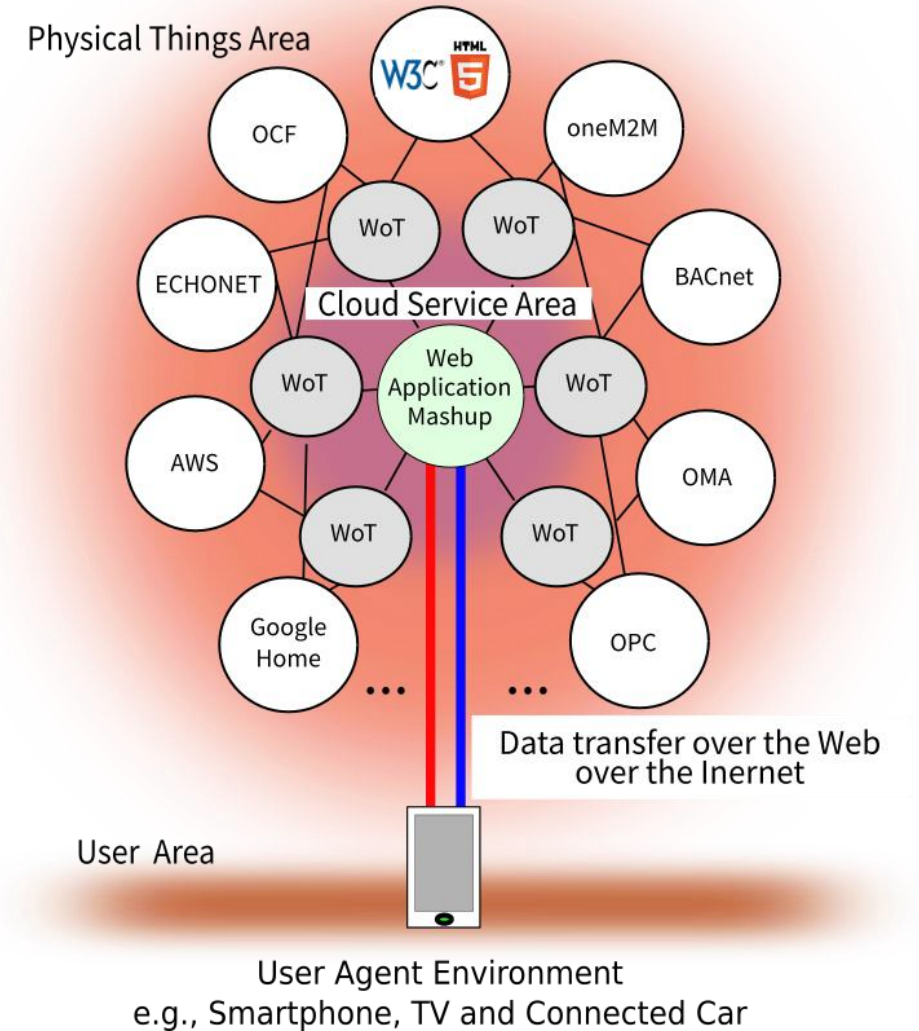 Physical Things Area
W3C®
HTML
5
OCF
oneM2M
WoT
WoT
ECHONET
BACnet
Cloud Service Area
WoT
Web
Application
Mashup
WoT
AWS
OMA
WoT
WoT
Google
Home
OPC
...
...
Data transfer over the Web
over the Inernet
User Area
User Agent Environment
e.g., Smartphone, TV and Connected Car